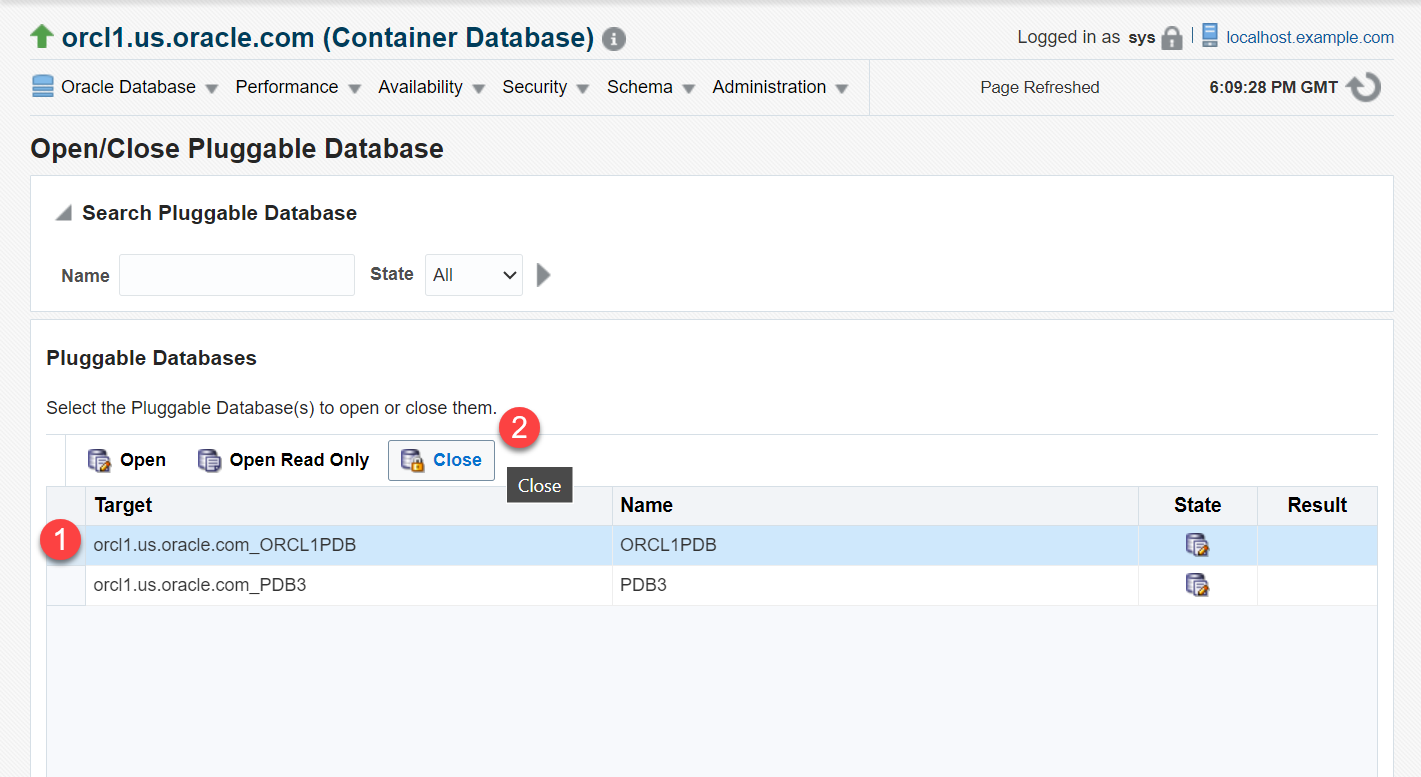 orcl1.us.oracle.com (Container Database) i
Logged in as sys localhost.example.com
Oracle Database Performance Availability Security Schema Administration Page Refreshed 6:09:28 PM GMT
Open/Close Pluggable Database
Search Pluggable Database
Name State All
Pluggable Databases
Select the Pluggable Database(s) to open or close them.
2
Open Open Read Only Close
Close
Target Name State Result
1
orcl1.us.oracle.com_ORCL1PDB ORCL1PDB
orcl1.us.oracle.com_PDB3 PDB3